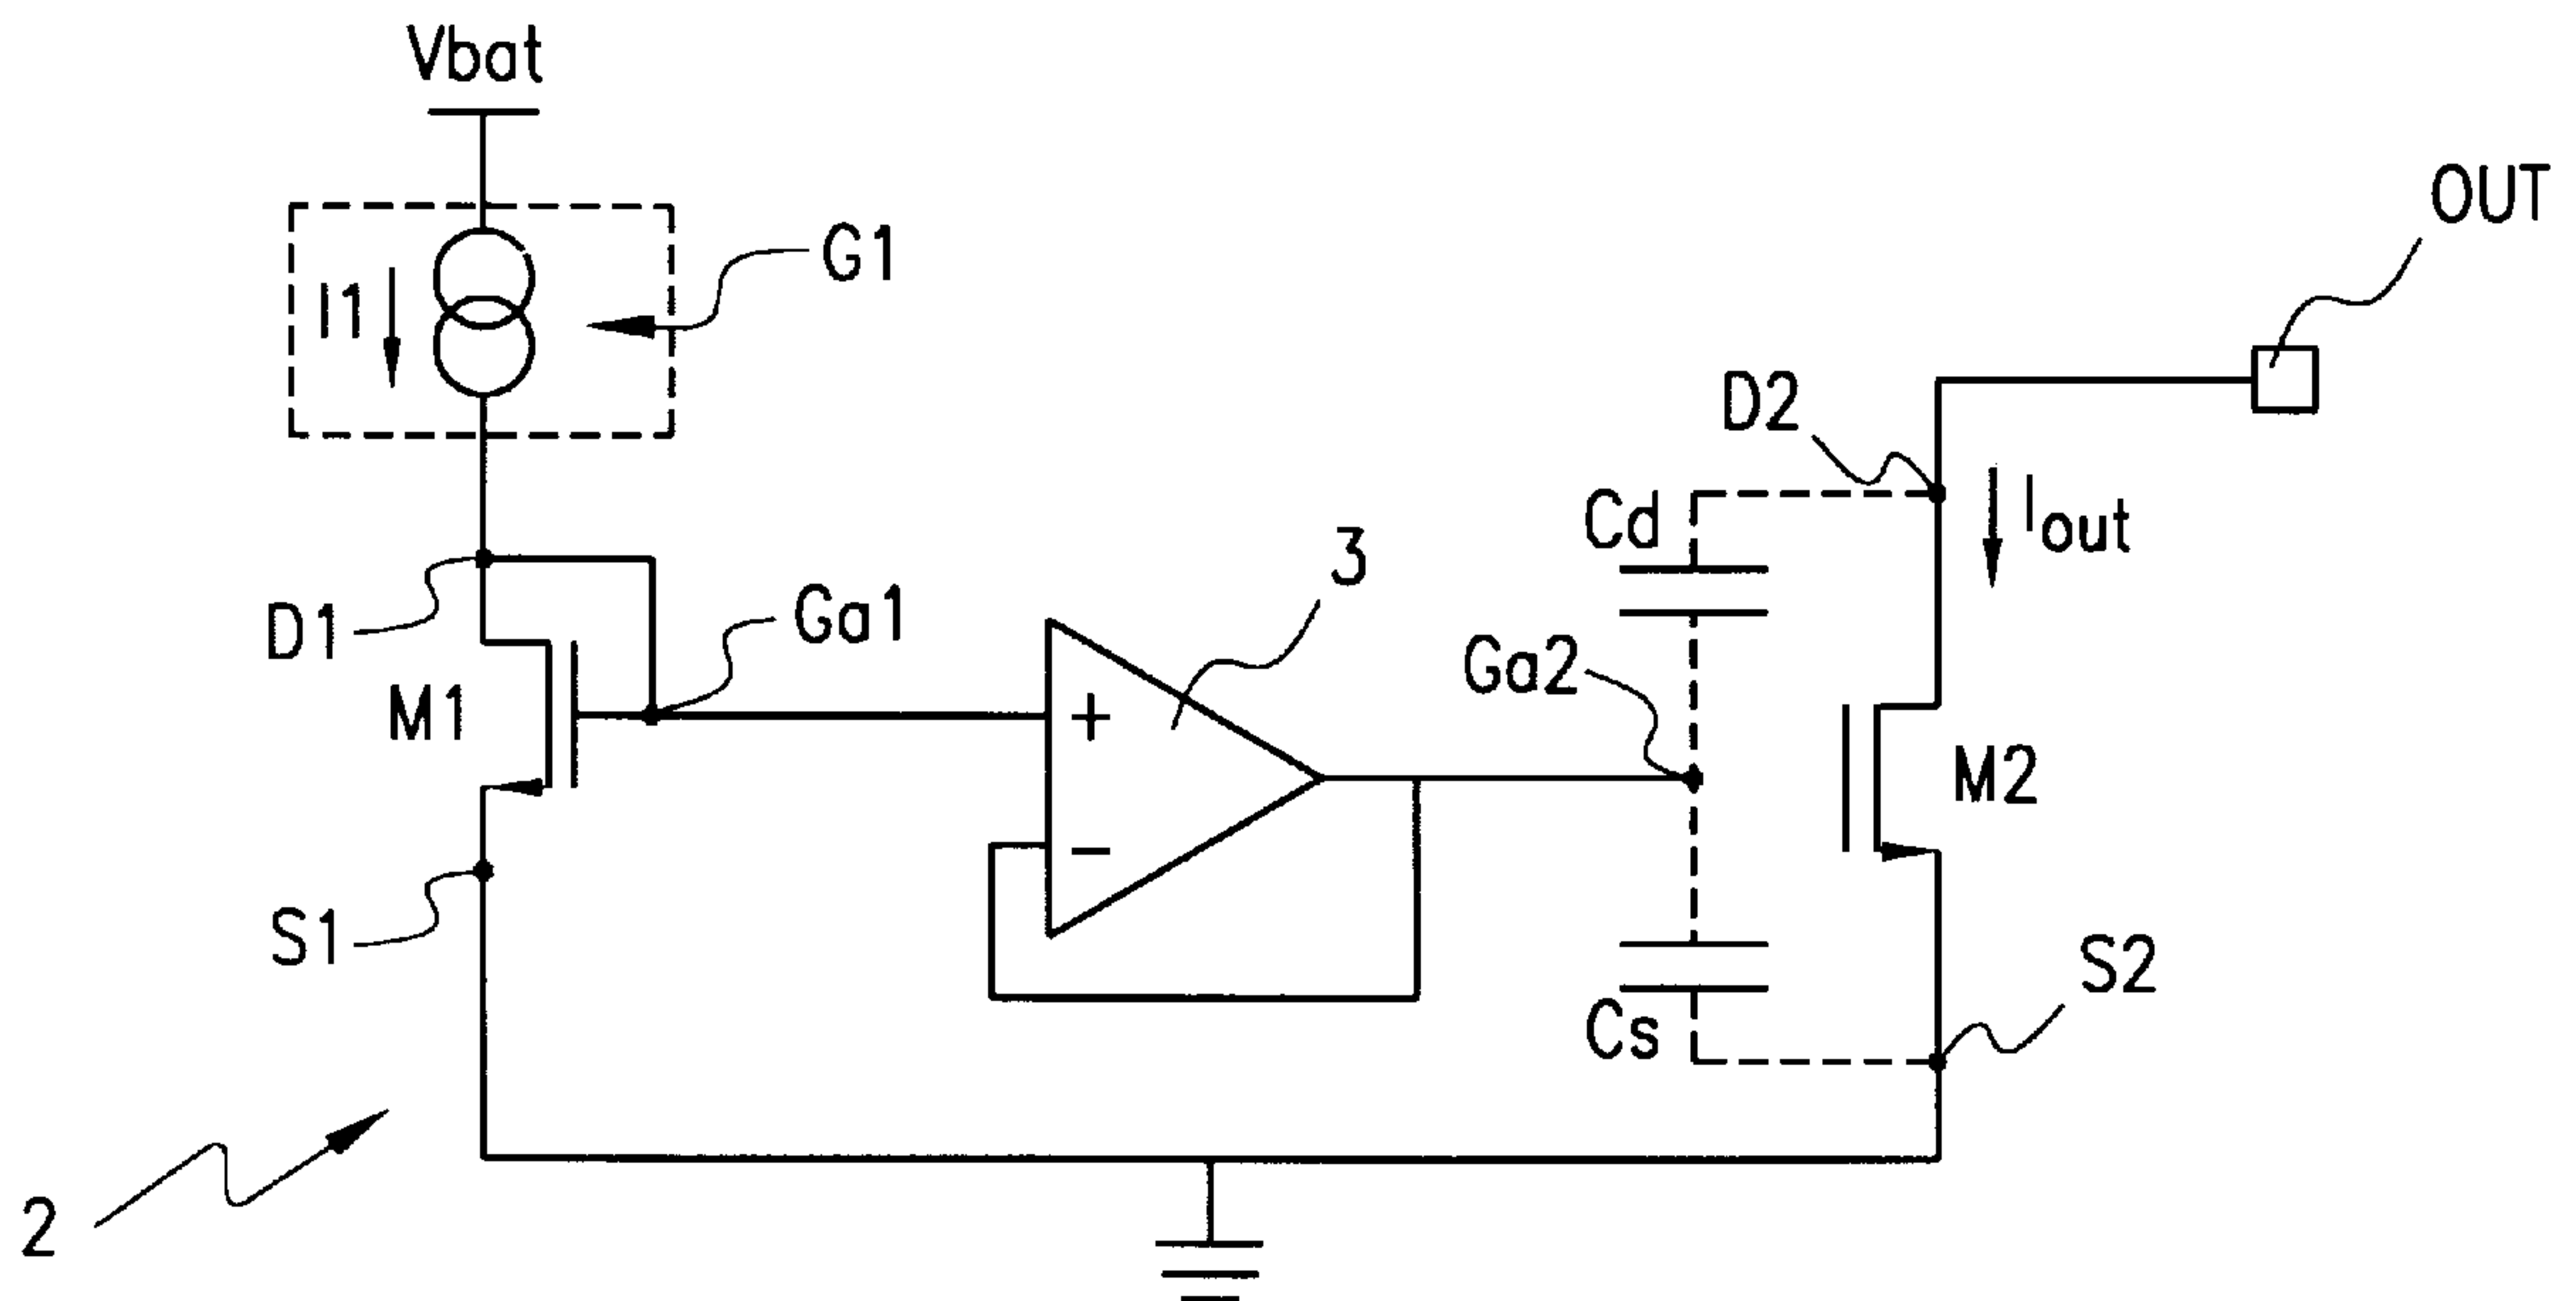 Vbat
OUT
G1
I1
D2
Cd
Iout
3
D1
Ga1
Ga2
M1
+
M2
−
S1
S2
Cs
2